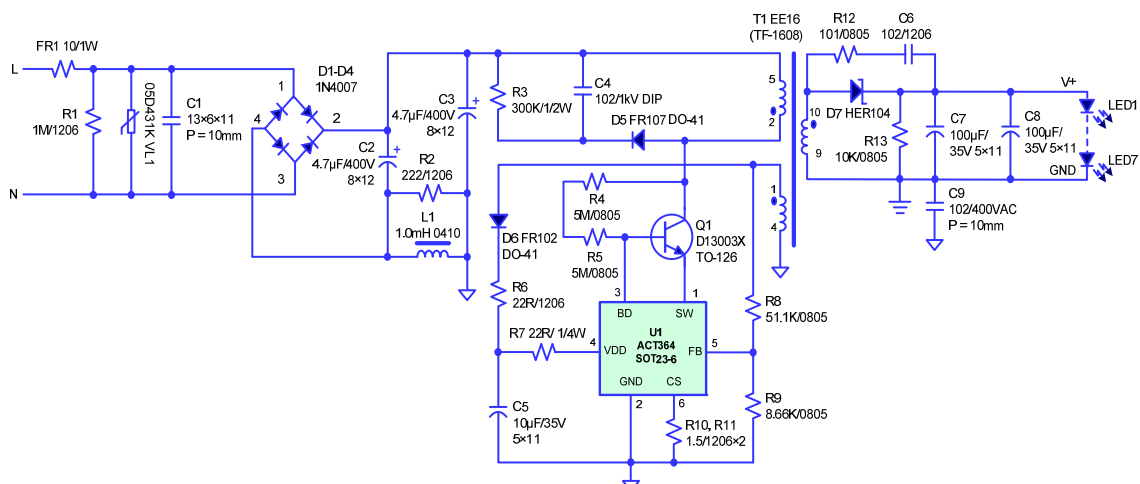 T1 EE16
(TF-1608)
R12
101/0805
C6
102/1206
FR1 10/1W
L
D1-D4
1N4007
1
4
2
3
R1
1M/1206
05D431K VL1
C1
13×6×11
P = 10mm
N
C3
4.7µF/400V
8×12
+
C2
4.7µF/400V
8×12
+
R2
222/1206
L1
1.0mH 0410
R3
300K/1/2W
C4
102/1kV DIP
D5 FR107 DO-41
5
2
10
9
D7 HER104
R13
10K/0805
C7
100µF/
35V 5×11
C8
100µF/
35V 5×11
V+
LED1
GND
LED7
C9
102/400VAC
P = 10mm
1
4
R4
5M/0805
R5
5M/0805
Q1
D13003X
TO-126
D6 FR102
DO-41
R6
22R/1206
R7 22R/ 1/4W
3
1
BD
SW
4
VDD
U1
ACT364
SOT23-6
FB
5
GND
CS
2
6
R8
51.1K/0805
R9
8.66K/0805
C5
10µF/35V
5×11
R10, R11
1.5/1206×2